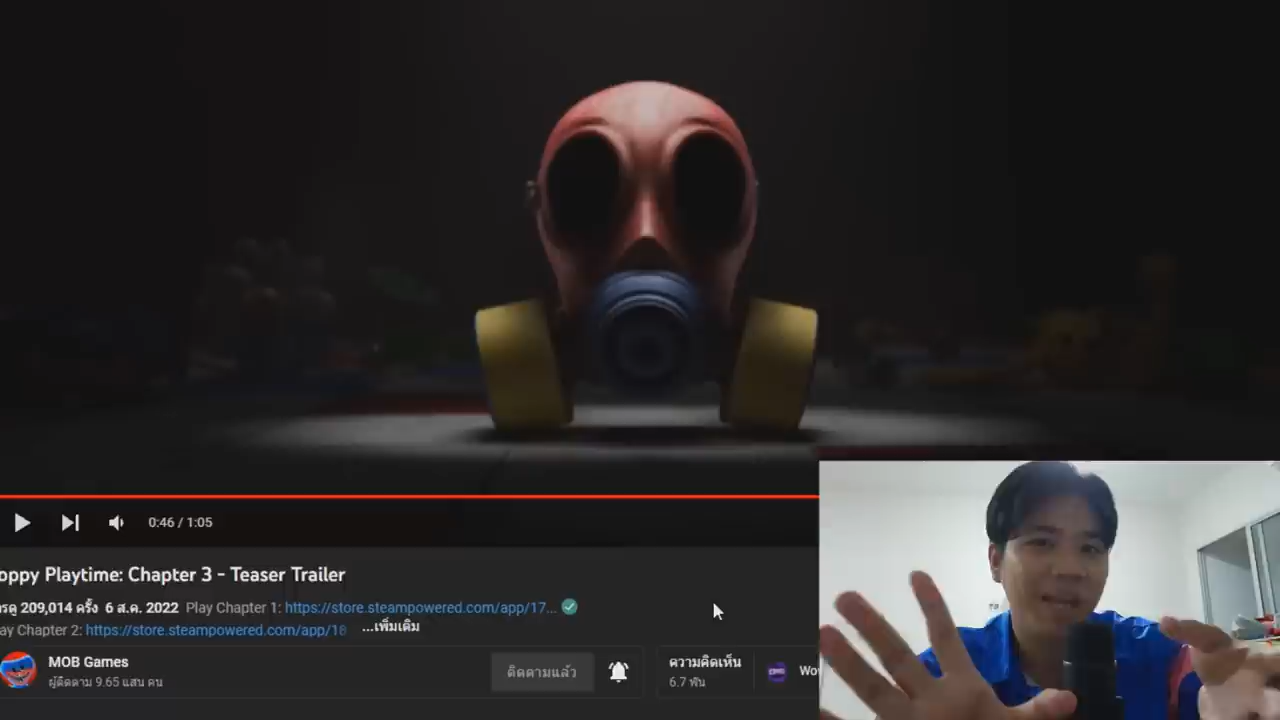 0:46 / 1:05
oppy Playtime: Chapter 3 - Teaser Trailer
ารดู 209,014 ครั้ง 6 ส.ค. 2022 Play Chapter 1: https://store.steampowered.com/app/17...
ay Chapter 2: https://store.steampowered.com/app/18 ...เพิ่มเติม
MOB Games
ผู้ติดตาม 9.65 แสน คน
ติดตามแล้ว
ความคิดเห็น
6.7 พัน
Wo